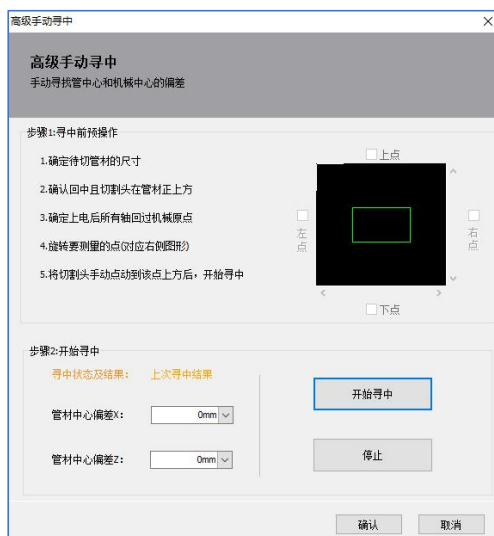 高级手动寻中
高级手动寻中
手动寻找管中心和机械中心的偏差
步骤1:寻中前预操作
1.确定待切管材的尺寸
2.确认回中且切割头在管材正上方
3.确定上电后所有轴回过机械原点
4.旋转要测量的点(对应右侧图形)
5.将切割头手动点动到该点上方后，开始寻中
上点
左点
右点
下点
步骤2:开始寻中
寻中状态及结果: 上次寻中结果
管材中心偏差X: 0mm
管材中心偏差Z: 0mm
开始寻中
停止
确认 取消